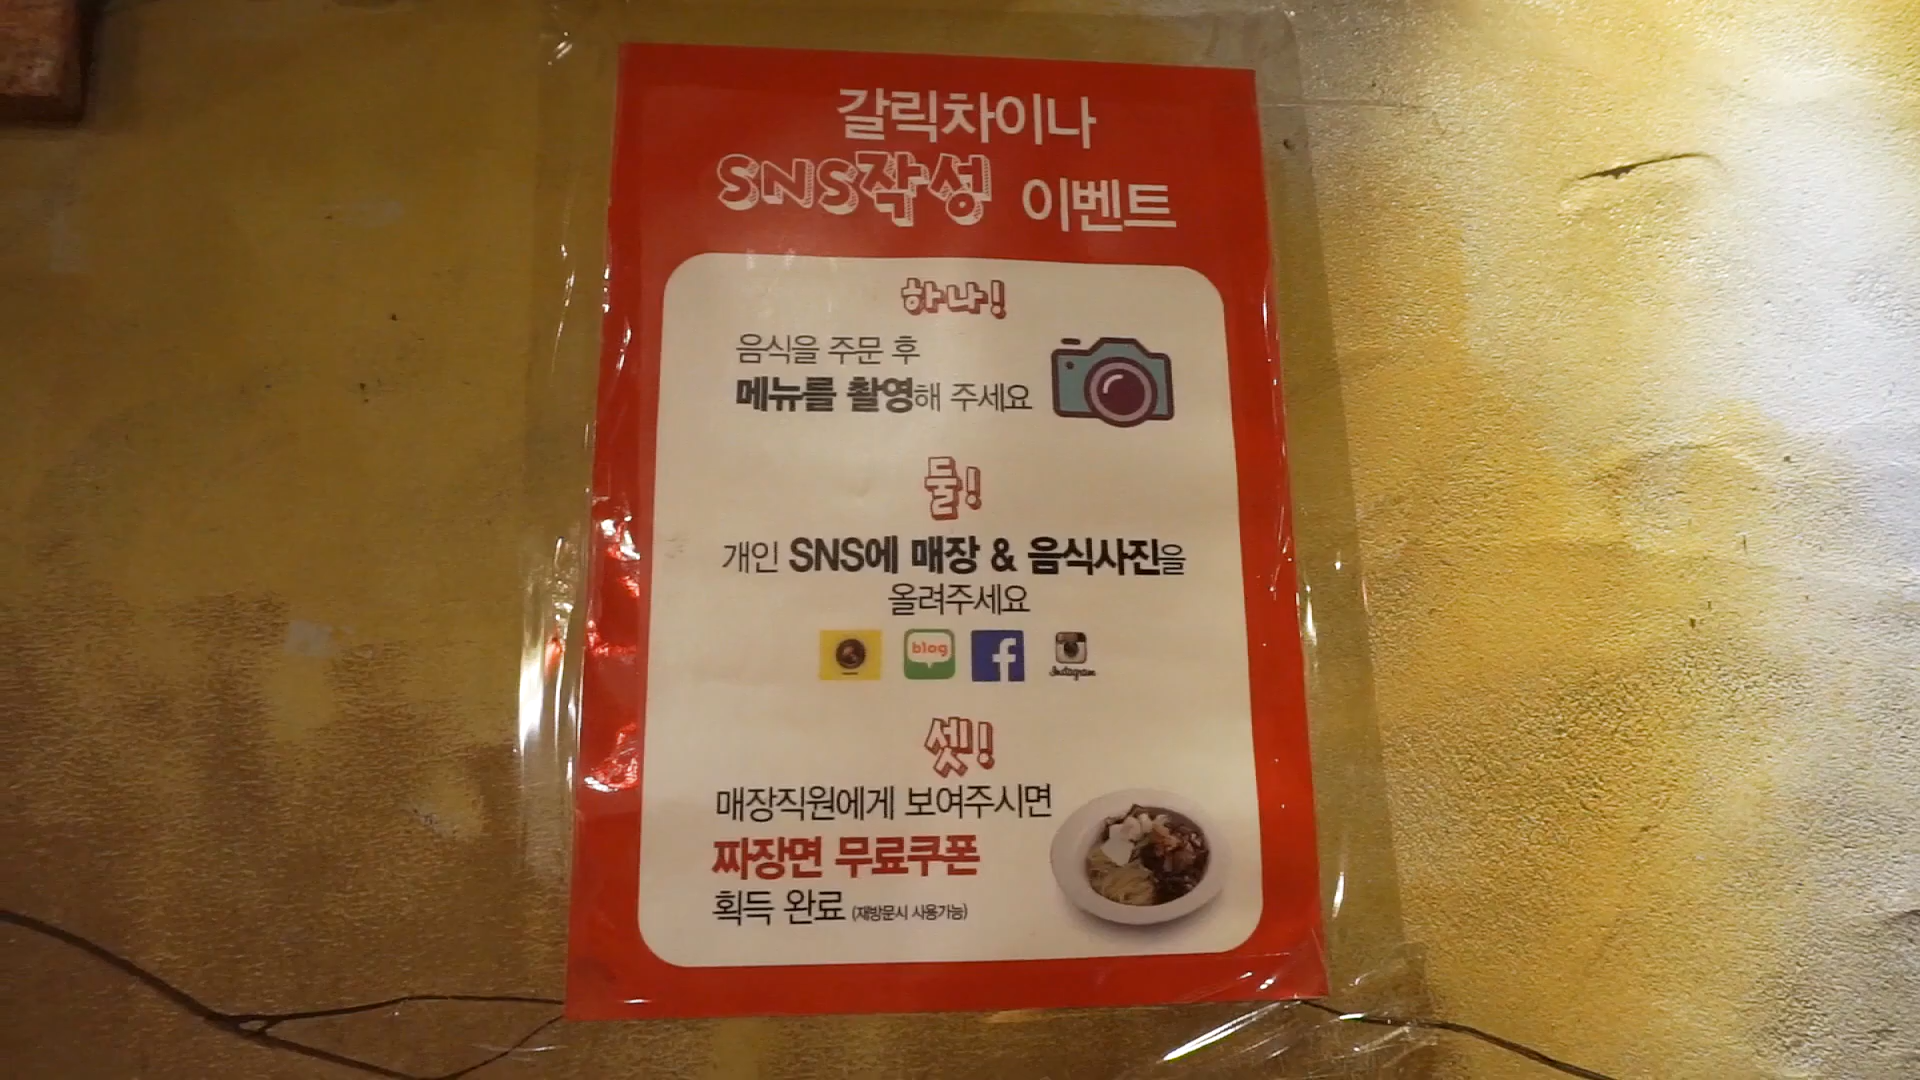 갈릭차이나
SNS작성 이벤트
하나!
음식을 주문 후
메뉴를 촬영해 주세요
둘!
개인 SNS에 매장 & 음식사진을
올려주세요
blog
f
Instagram
셋!
매장직원에게 보여주시면
짜장면 무료쿠폰
획득 완료 (재방문시 사용가능)